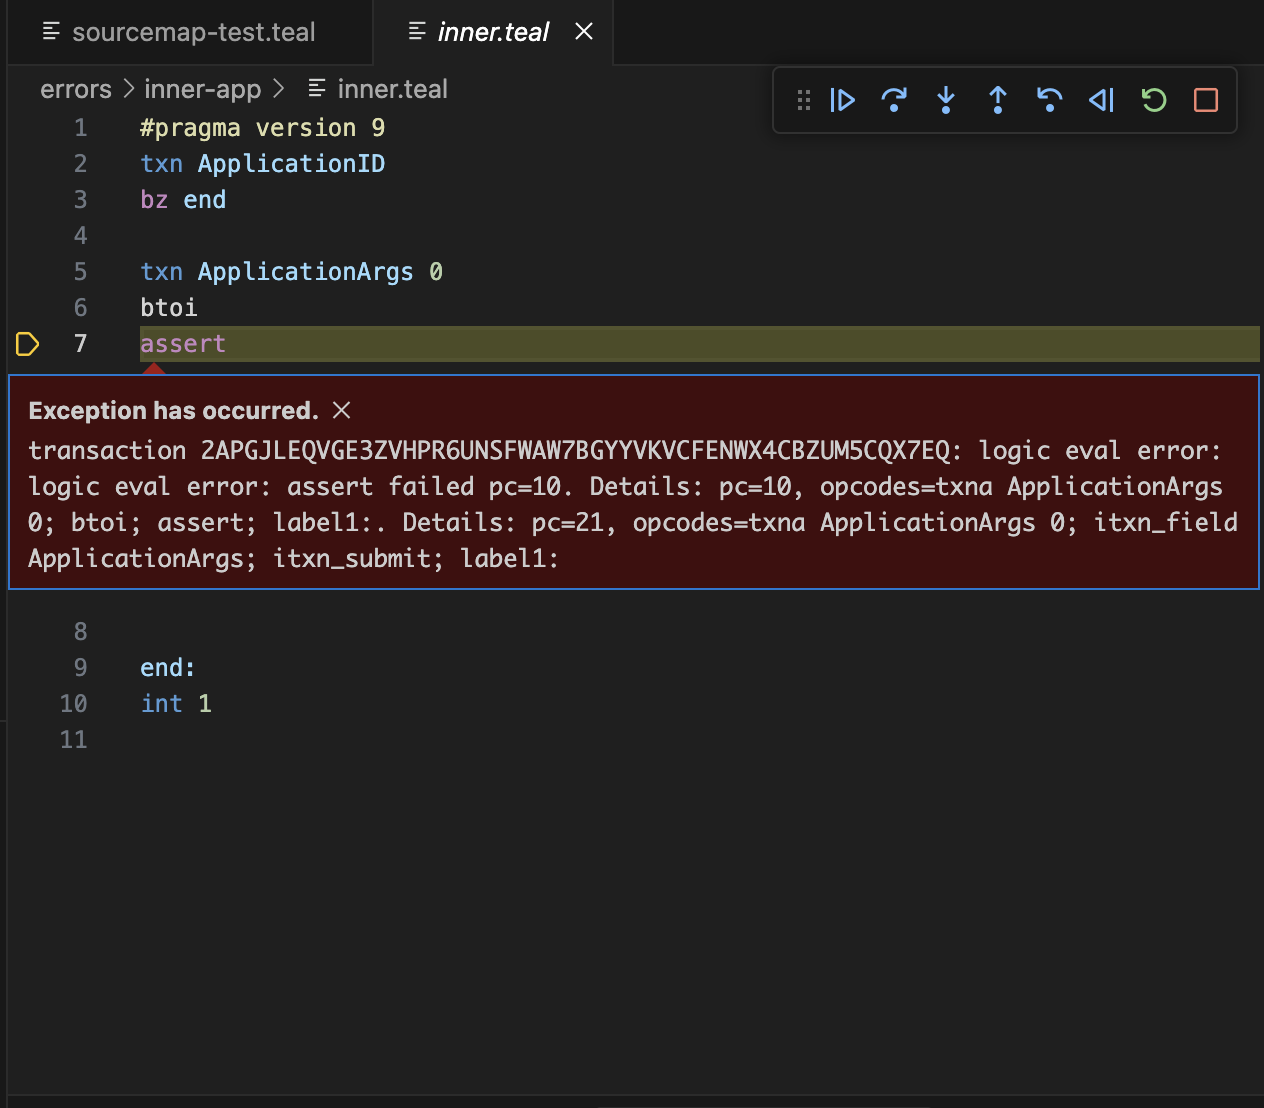 sourcemap-test.teal
inner.teal
errors > inner-app > inner.teal
1 #pragma version 9
2 txn ApplicationID
3 bz end
4
5 txn ApplicationArgs 0
6 btoi
7 assert
Exception has occurred.
transaction 2APGJLEQVGE3ZVHPR6UNSFWAW7BGYYVKVCFENWX4CBZUM5CQX7EQ: logic eval error:
logic eval error: assert failed pc=10. Details: pc=10, opcodes=txna ApplicationArgs
0; btoi; assert; label1:. Details: pc=21, opcodes=txna ApplicationArgs 0; itxn_field
ApplicationArgs; itxn_submit; label1:
8
9 end:
10 int 1
11